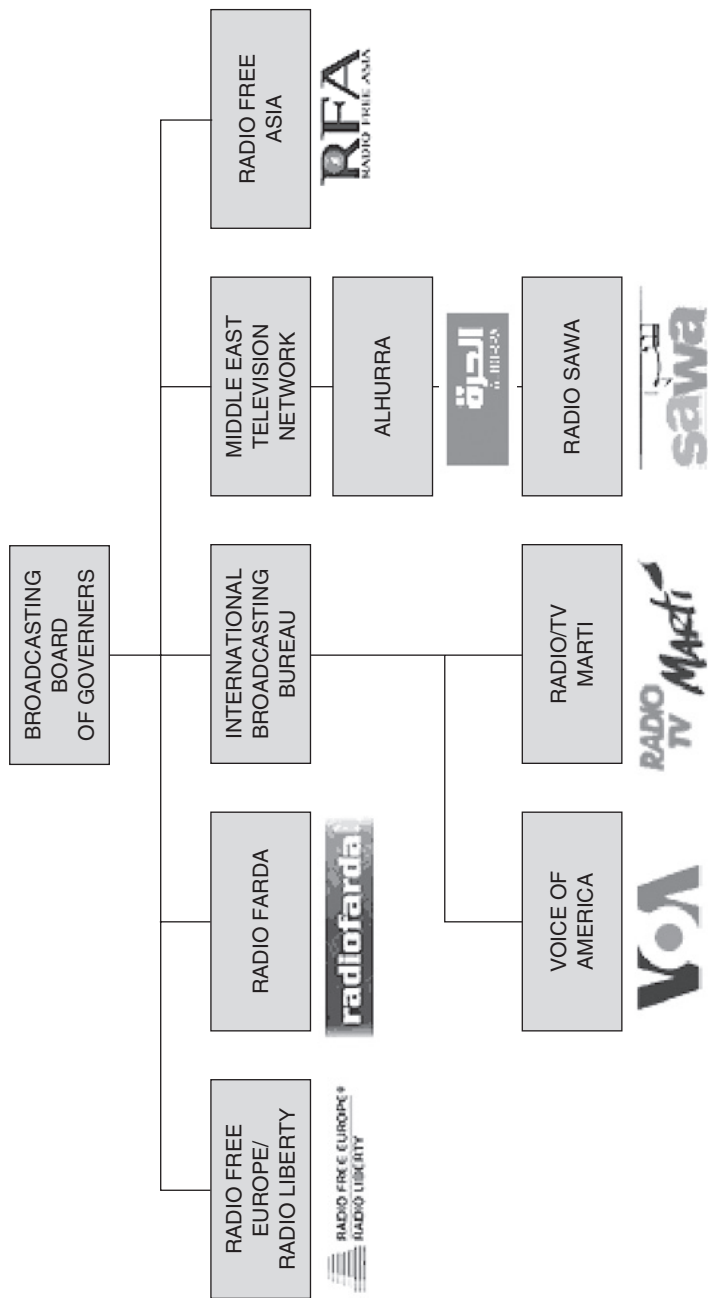 BROADCASTING
BOARD
OF GOVERNERS
RADIO FREE
EUROPE/
RADIO LIBERTY
RADIO FREE EUROPE
RADIO LIBERTY
RADIO FARDA
radiofarda
INTERNATIONAL
BROADCASTING
BUREAU
VOICE OF
AMERICA
VOA
RADIO/TV
MARTI
RADIO
TV Martí
MIDDLE EAST
TELEVISION
NETWORK
ALHURRA
الحرة
RADIO SAWA
sawa
RADIO FREE
ASIA
RFA
RADIO FREE ASIA